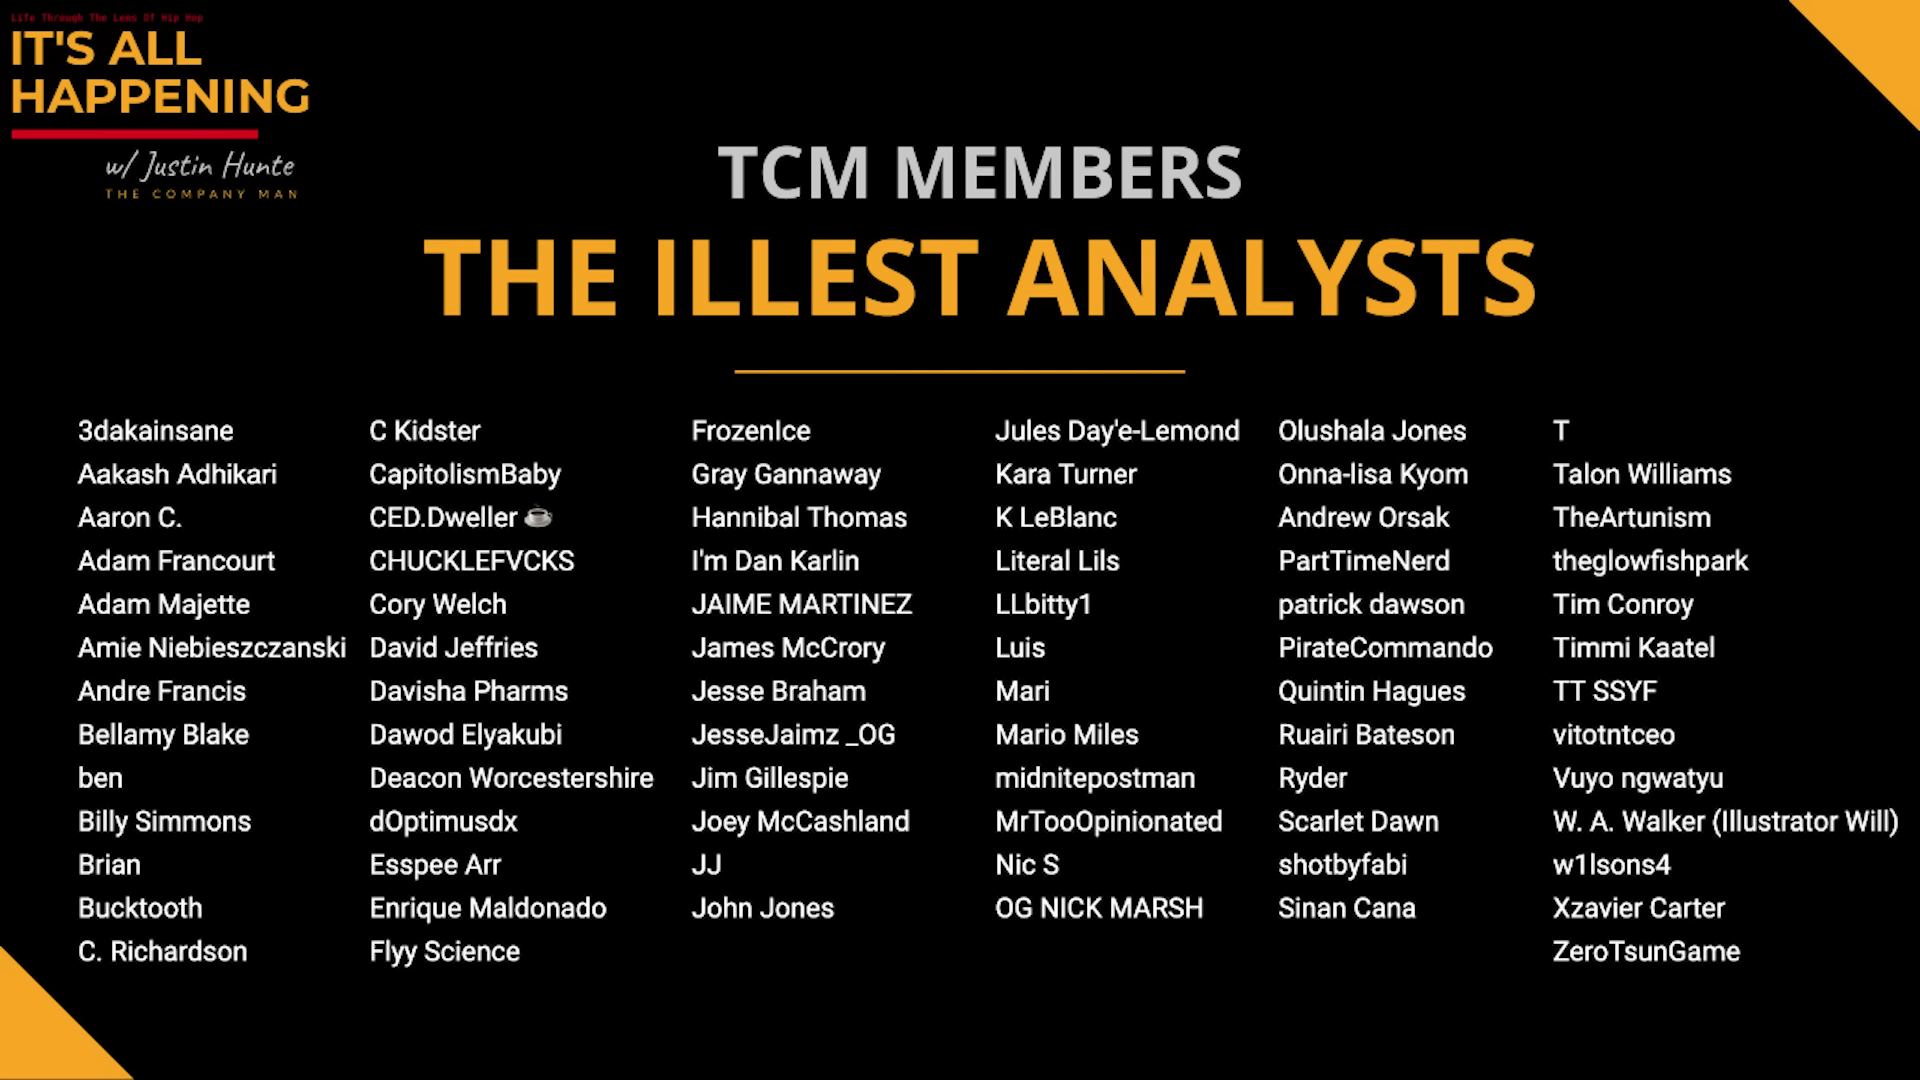 Life Through The Lens Of Hip Hop
IT'S ALL
HAPPENING
w/ Justin Hunte
THE COMPANY MAN
TCM MEMBERS
THE ILLEST ANALYSTS
3dakainsane
Aakash Adhikari
Aaron C.
Adam Francourt
Adam Majette
Amie Niebieszczanski
Andre Francis
Bellamy Blake
ben
Billy Simmons
Brian
Bucktooth
C. Richardson
C Kidster
CapitolismBaby
CED.Dweller ☕
CHUCKLEFVCKS
Cory Welch
David Jeffries
Davisha Pharms
Dawod Elyakubi
Deacon Worcestershire
dOptimusdx
Esspee Arr
Enrique Maldonado
Flyy Science
FrozenIce
Gray Gannaway
Hannibal Thomas
I'm Dan Karlin
JAIME MARTINEZ
James McCrory
Jesse Braham
JesseJaimz _OG
Jim Gillespie
Joey McCashland
JJ
John Jones
Jules Day'e-Lemond
Kara Turner
K LeBlanc
Literal Lils
LLbitty1
Luis
Mari
Mario Miles
midnitepostman
MrTooOpinionated
Nic S
OG NICK MARSH
Olushala Jones
Onna-lisa Kyom
Andrew Orsak
PartTimeNerd
patrick dawson
PirateCommando
Quintin Hagues
Ruairi Bateson
Ryder
Scarlet Dawn
shotbyfabi
Sinan Cana
T
Talon Williams
TheArtunism
theglowfishpark
Tim Conroy
Timmi Kaatel
TT SSYF
vitotntceo
Vuyo ngwatyu
W. A. Walker (Illustrator Will)
w1lsons4
Xzavier Carter
ZeroTsunGame